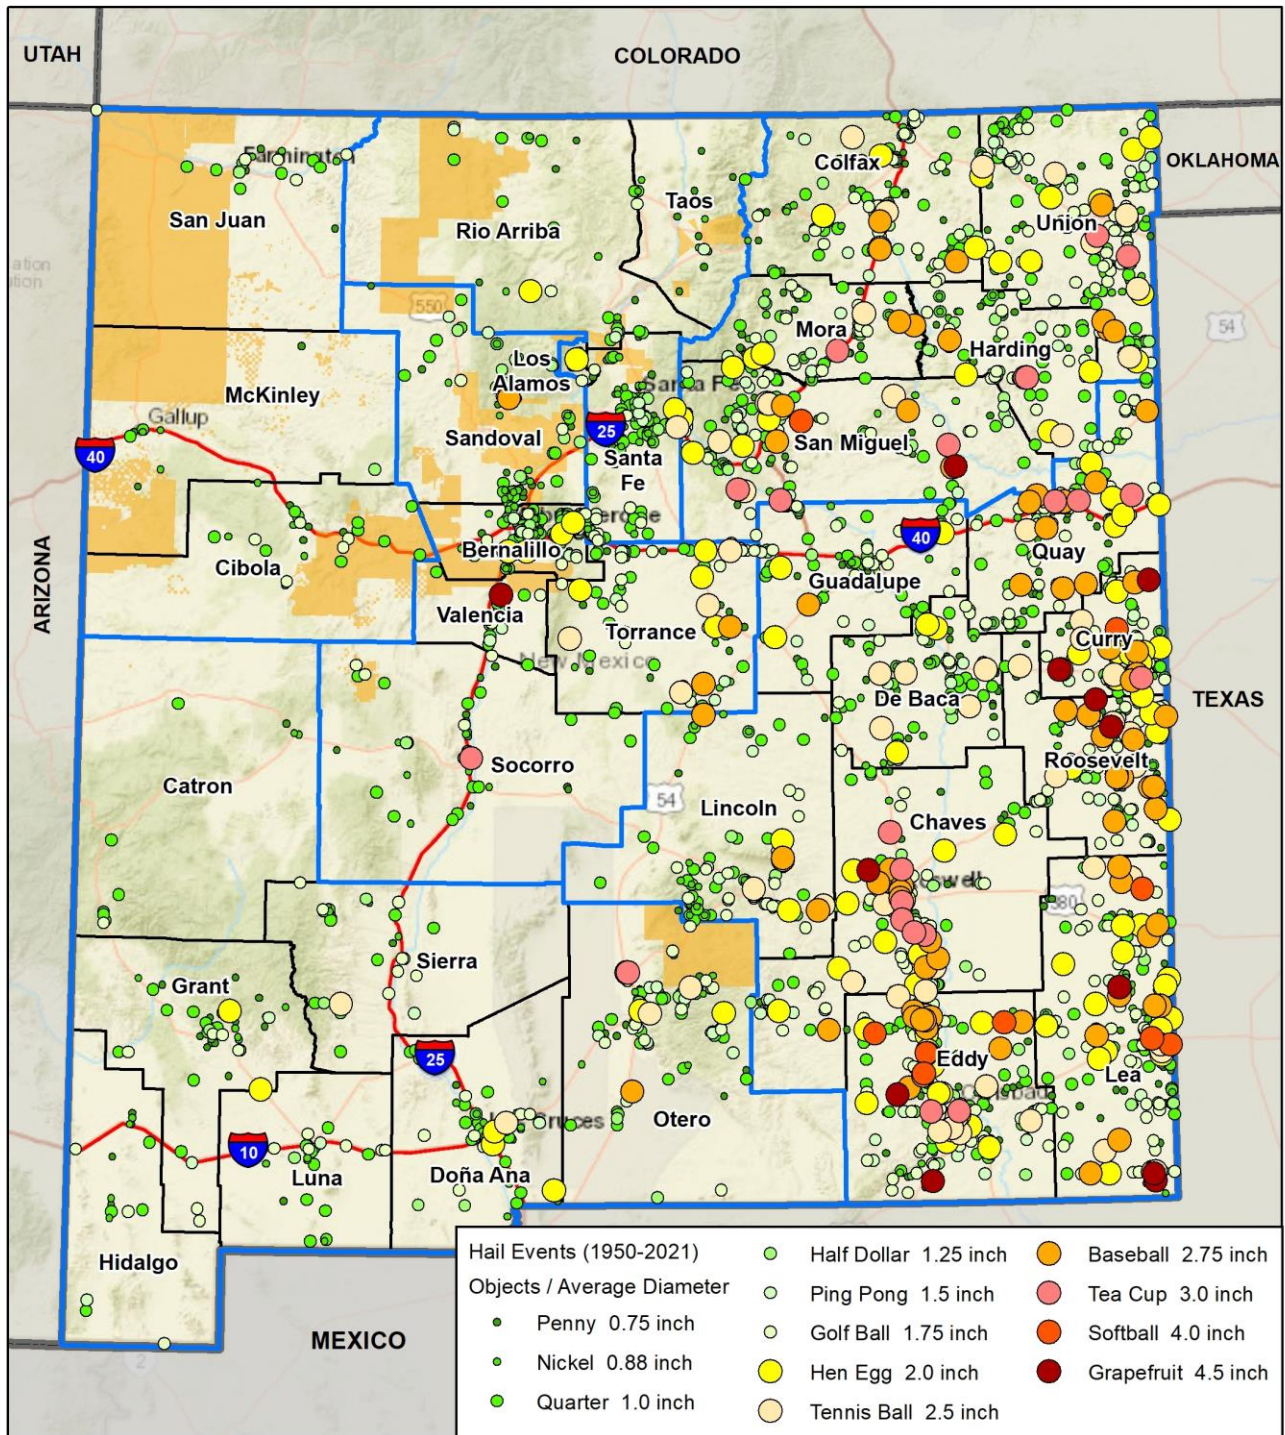 UTAH
COLORADO
OKLAHOMA
Farmington
Colfax
San Juan
Taos
Rio Arriba
Union
550
54
Mora
Harding
Los
Alamos
McKinley
Santa Fe
Gallup
Sandoval
25
San Miguel
40
Santa
Fe
ARIZONA
40
Bernalillo
Quay
Cibola
Guadalupe
Valencia
Torrance
Curry
New Mexico
De Baca
TEXAS
Catron
Socorro
Roosevelt
54
Lincoln
Chaves
380
Sierra
Grant
25
Eddy
Lea
Otero
10
Luna
Doña Ana
Hidalgo
MEXICO
2
Hail Events (1950-2021)
Objects / Average Diameter
Penny 0.75 inch
Nickel 0.88 inch
Quarter 1.0 inch
Half Dollar 1.25 inch
Ping Pong 1.5 inch
Golf Ball 1.75 inch
Hen Egg 2.0 inch
Tennis Ball 2.5 inch
Baseball 2.75 inch
Tea Cup 3.0 inch
Softball 4.0 inch
Grapefruit 4.5 inch